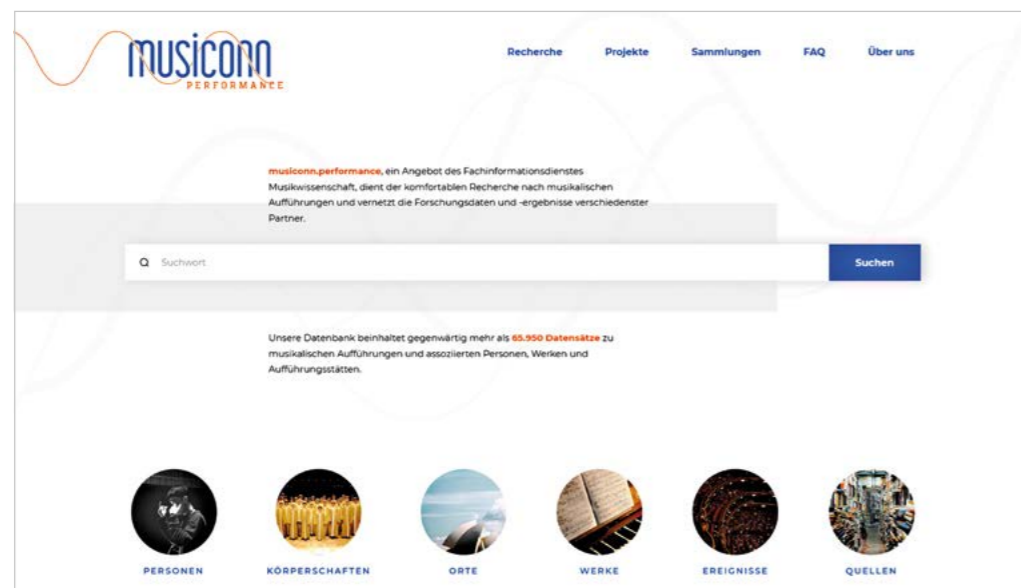 musiconn
PERFORMANCE
Recherche Projekte Sammlungen FAQ Über uns
musiconn.performance, ein Angebot des Fachinformationsdienstes
Musikwissenschaft, dient der komfortablen Recherche nach musikalischen
Aufführungen und vernetzt die Forschungsdaten und -ergebnisse verschiedenster
Partner.
Suchwort Suchen
Unsere Datenbank beinhaltet gegenwärtig mehr als 65.950 Datensätze zu
musikalischen Aufführungen und assoziierten Personen, Werken und
Aufführungsstätten.
PERSONEN KÖRPERSCHAFTEN ORTE WERKE EREIGNISSE QUELLEN